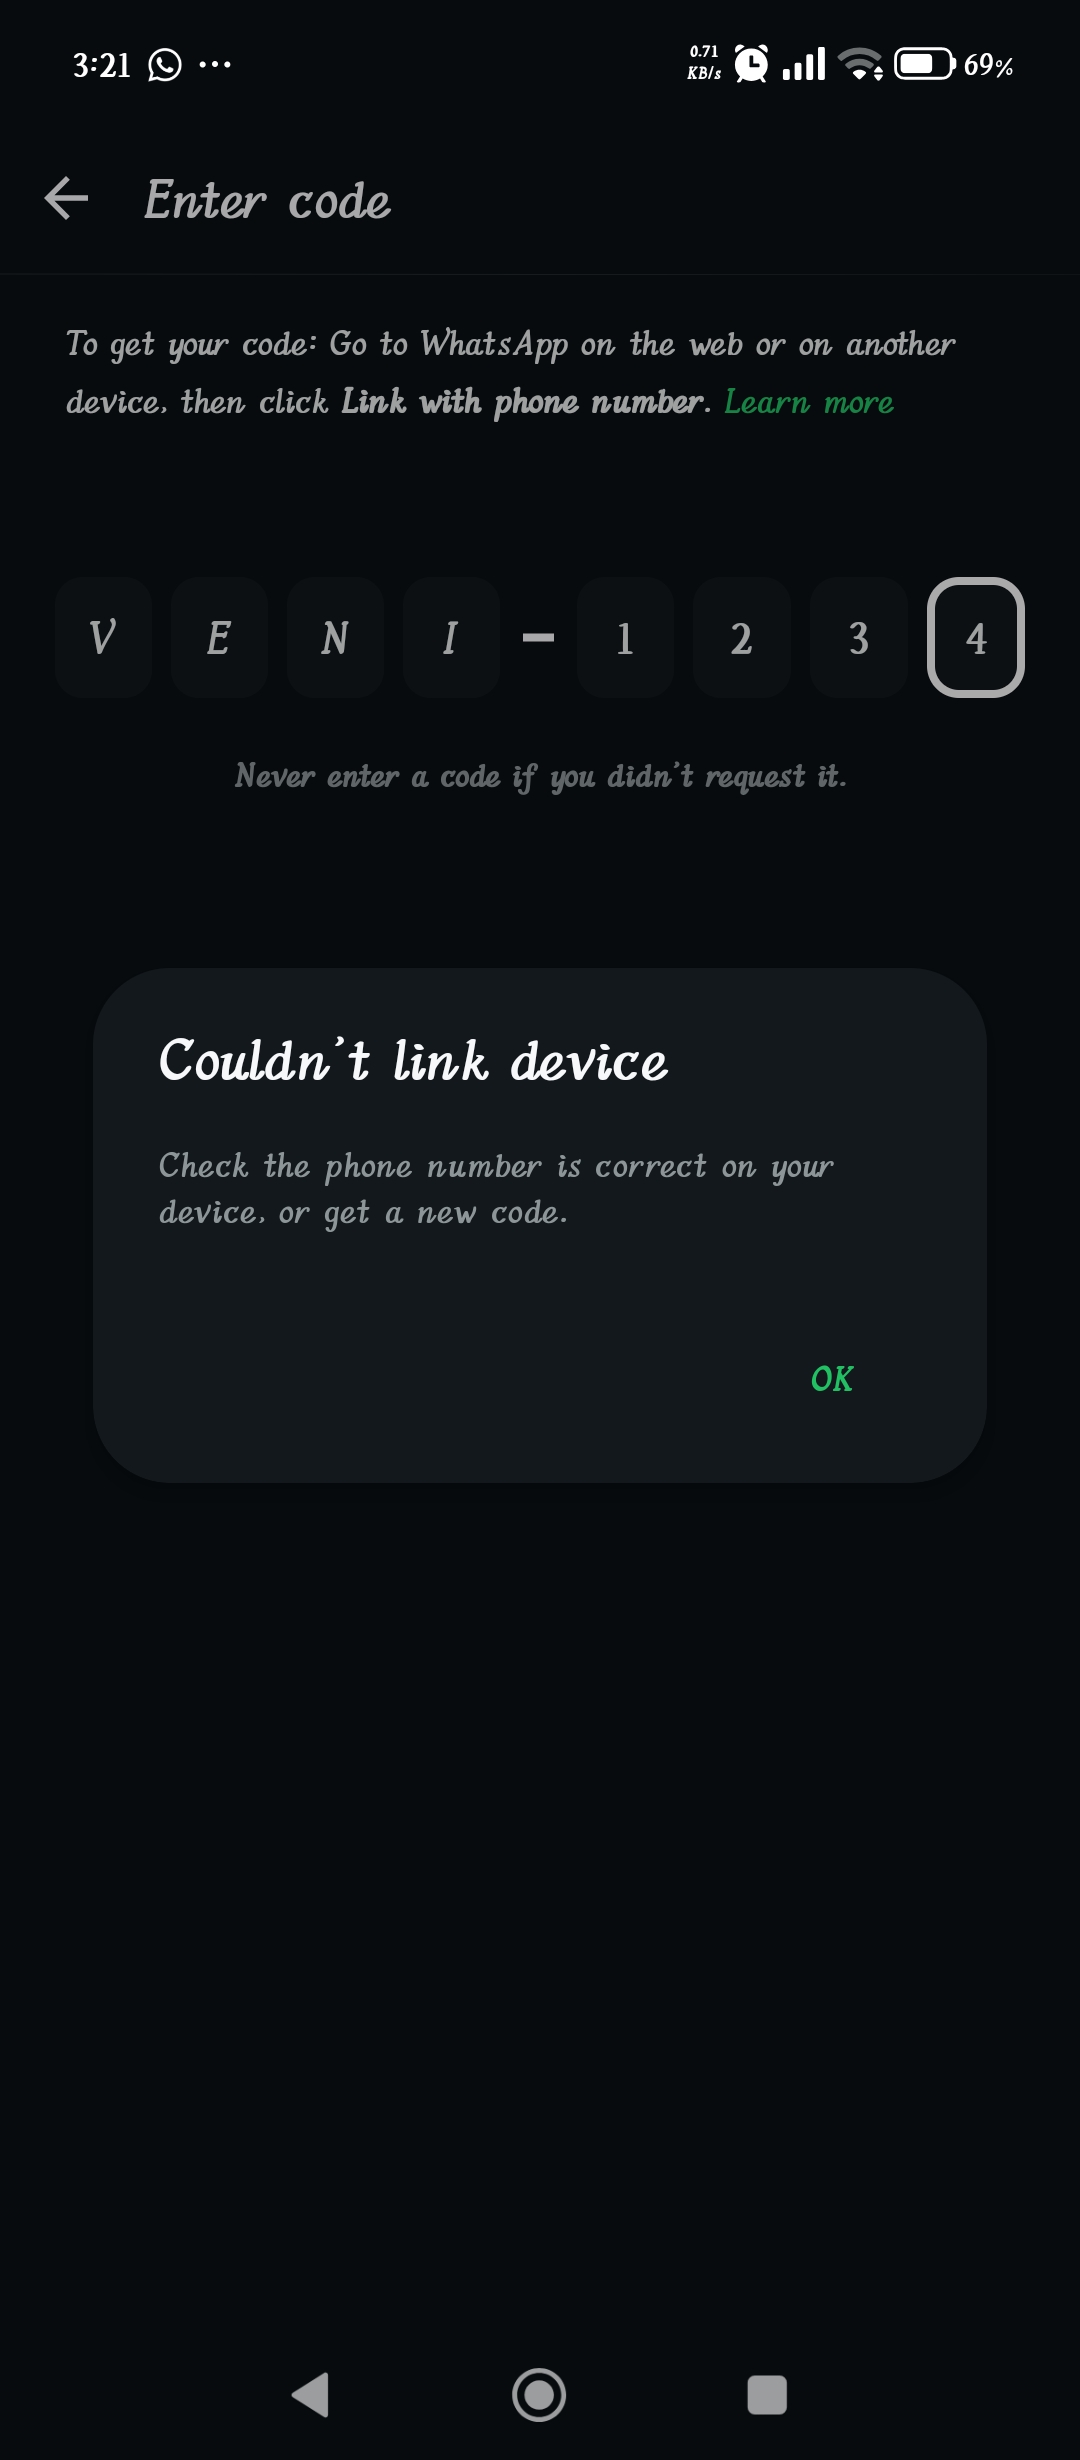 3:21 ... 0.71 KB/s 69%
Enter code
To get your code: Go to WhatsApp on the web or on another
device, then click Link with phone number. Learn more
V E N I - 1 2 3 4
Never enter a code if you didn't request it.
Couldn't link device
Check the phone number is correct on your
device, or get a new code.
OK